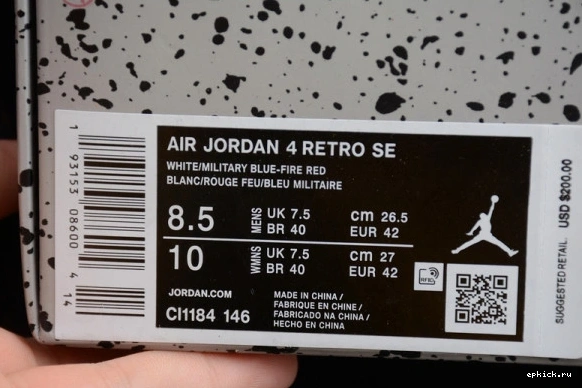 AIR JORDAN 4 RETRO SE
WHITE/MILITARY BLUE-FIRE RED
BLANC/ROUGE FEU/BLEU MILITAIRE
8.5 MENS UK 7.5 cm 26.5
BR 40 EUR 42
10 WMNS UK 7.5 cm 27
BR 40 EUR 42
RFID
JORDAN.COM
CI1184 146
MADE IN CHINA /
FABRIQUE EN CHINE /
FABRICADO NA CHINA /
HECHO EN CHINA
1 93153 08600 4 14
SUGGESTED RETAIL USD $200.00
epkick.ru